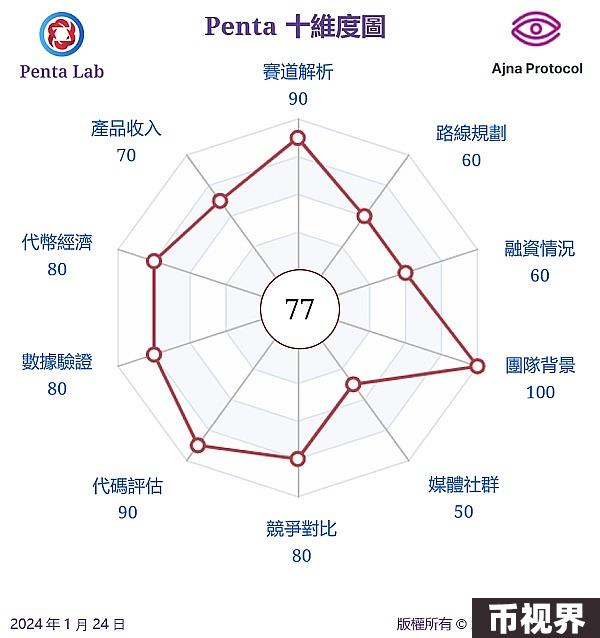 Penta 十維度圖
Penta Lab
Ajna Protocol
賽道解析
90
產品收入
70
路線規劃
60
代幣經濟
80
融資情況
60
77
數據驗證
80
團隊背景
100
代碼評估
90
媒體社群
50
競爭對比
80
2024 年 1 月 24 日
版權所有 ©
币视界